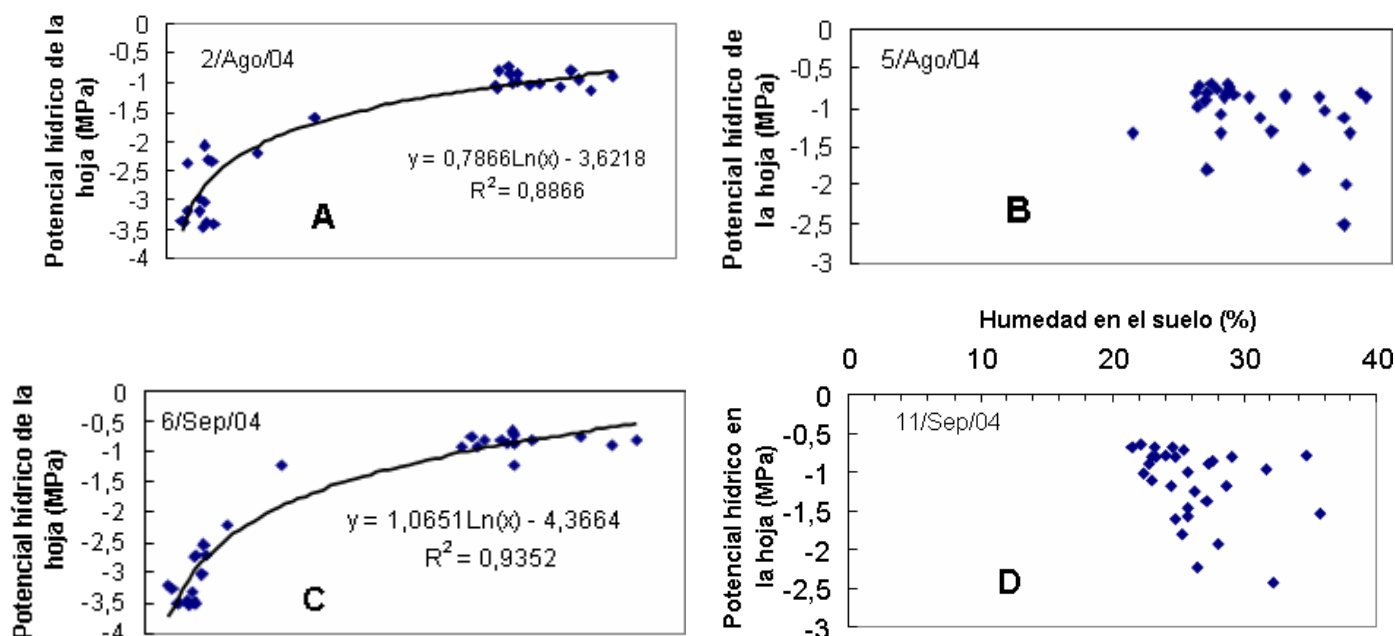 Potencial hídrico de la hoja (MPa)
0
-0,5
-1
-1,5
-2
-2,5
-3
-3,5
-4
2/Ago/04
y = 0,7866Ln(x) - 3,6218
R² = 0,8866
A
Potencial hídrico de la hoja (MPa)
0
-0,5
-1
-1,5
-2
-2,5
-3
5/Ago/04
B
Potencial hídrico de la hoja (MPa)
0
-0,5
-1
-1,5
-2
-2,5
-3
-3,5
-4
6/Sep/04
y = 1,0651Ln(x) - 4,3664
R² = 0,9352
C
Humedad en el suelo (%)
0 10 20 30 40
Potencial hídrico en la hoja (MPa)
0
-0,5
-1
-1,5
-2
-2,5
-3
11/Sep/04
D